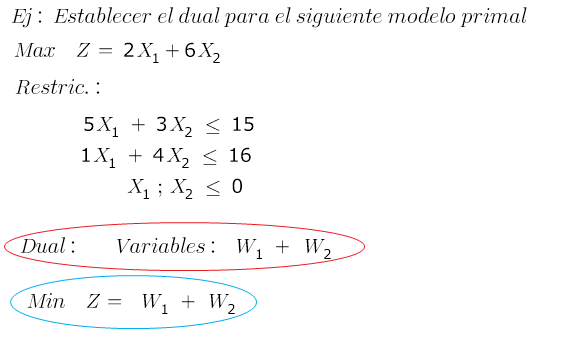 Ej: Establecer el dual para el siguiente modelo primal
Max Z = 2X₁ + 6X₂
Restric.:
5X₁ + 3X₂ ≤ 15
1X₁ + 4X₂ ≤ 16
X₁ ; X₂ ≤ 0
Dual: Variables: W₁ + W₂
Min Z = W₁ + W₂